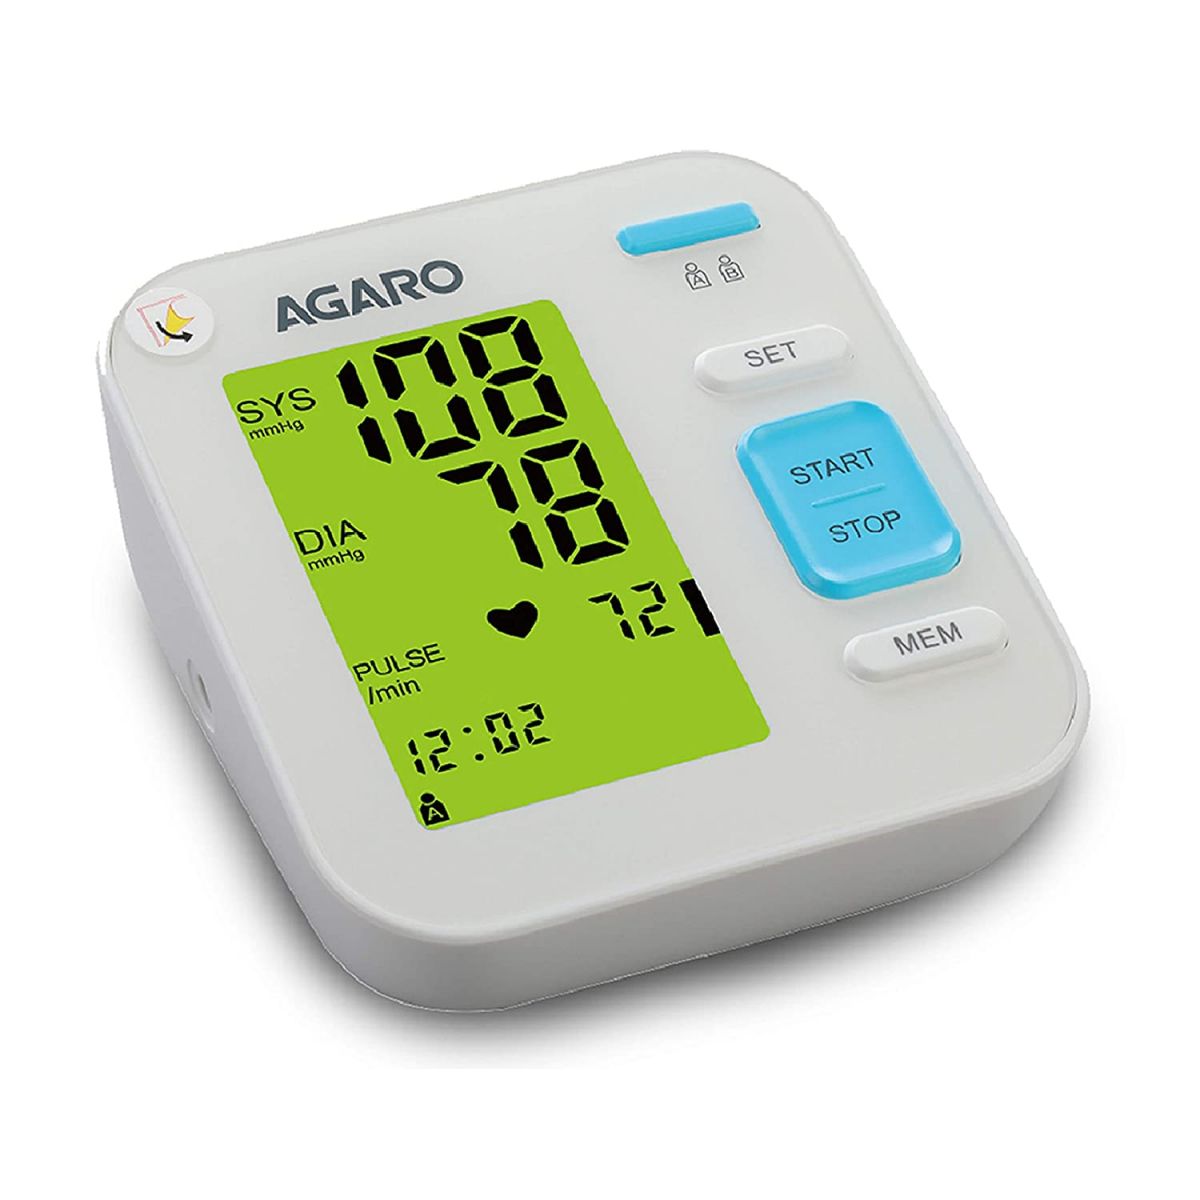 AGARO
SYS
mmHg
108
DIA
mmHg
78
72
PULSE
/min
12:02
A
A B
SET
START
STOP
MEM